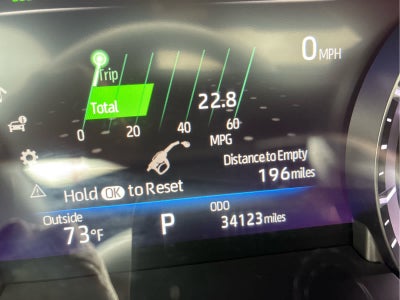 0 MPH
Trip
Total
22.8
0 20 40 60
MPG
Distance to Empty
196 miles
Hold OK to Reset
Outside
73°F
P
ODO
34123 miles